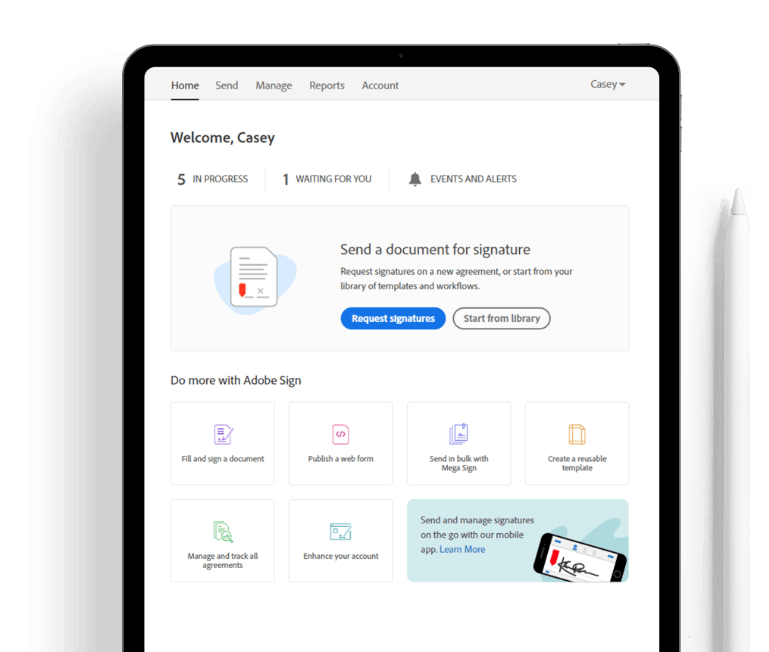 Home Send Manage Reports Account Casey
Welcome, Casey
5 IN PROGRESS 1 WAITING FOR YOU EVENTS AND ALERTS
Send a document for signature
Request signatures on a new agreement, or start from your
library of templates and workflows.
Request signatures Start from library
Do more with Adobe Sign
Fill and sign a document
Publish a web form
Send in bulk with
Mega Sign
Create a reusable
template
Manage and track all
agreements
Enhance your account
Send and manage signatures
on the go with our mobile
app. Learn More